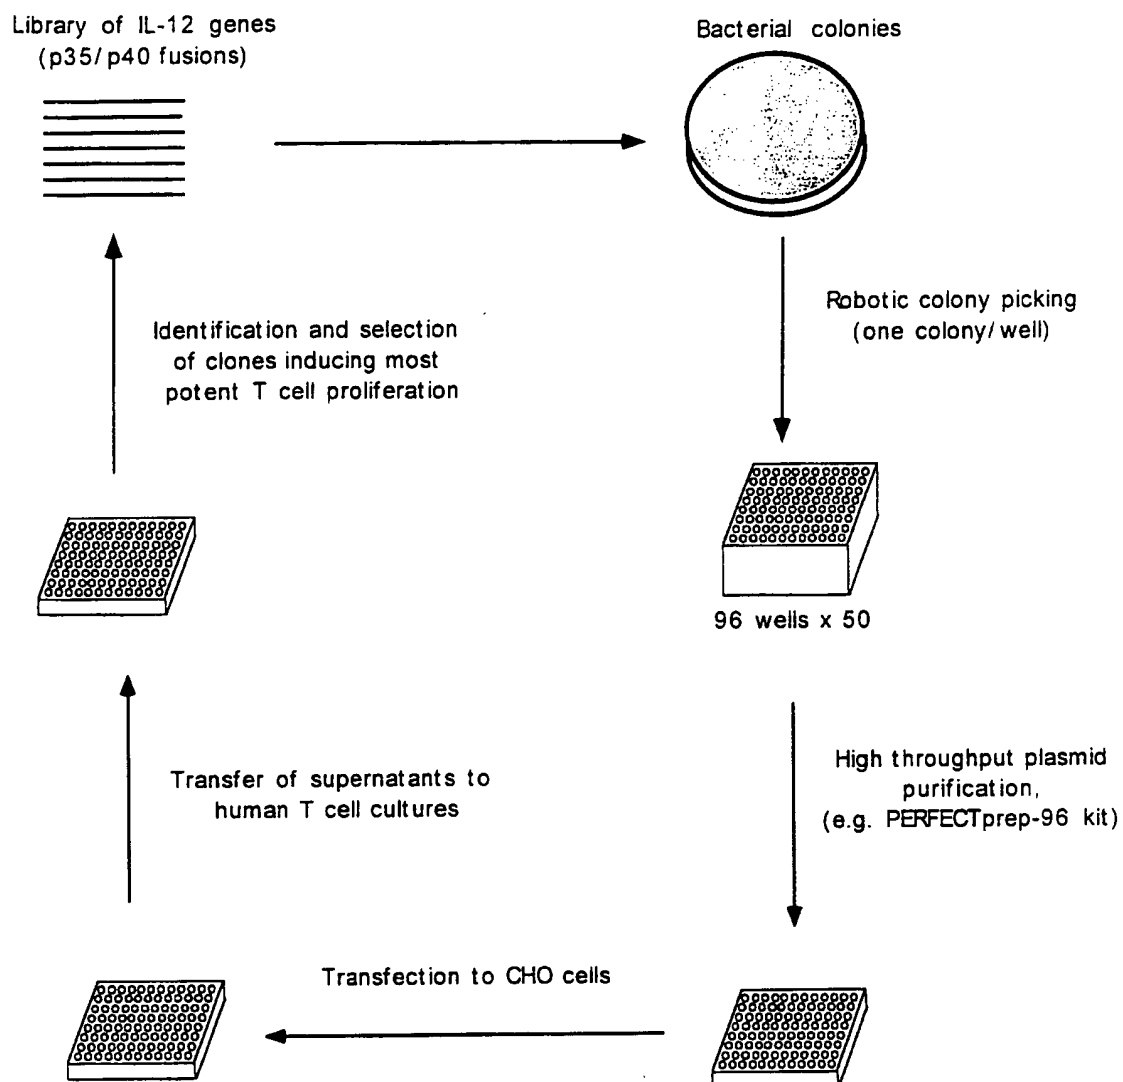 Library of IL-12 genes
(p35/p40 fusions)
Bacterial colonies
Robotic colony picking
(one colony/well)
Identification and selection
of clones inducing most
potent T cell proliferation
96 wells x 50
High throughput plasmid
purification,
(e.g. PERFECTprep-96 kit)
Transfer of supernatants to
human T cell cultures
Transfection to CHO cells